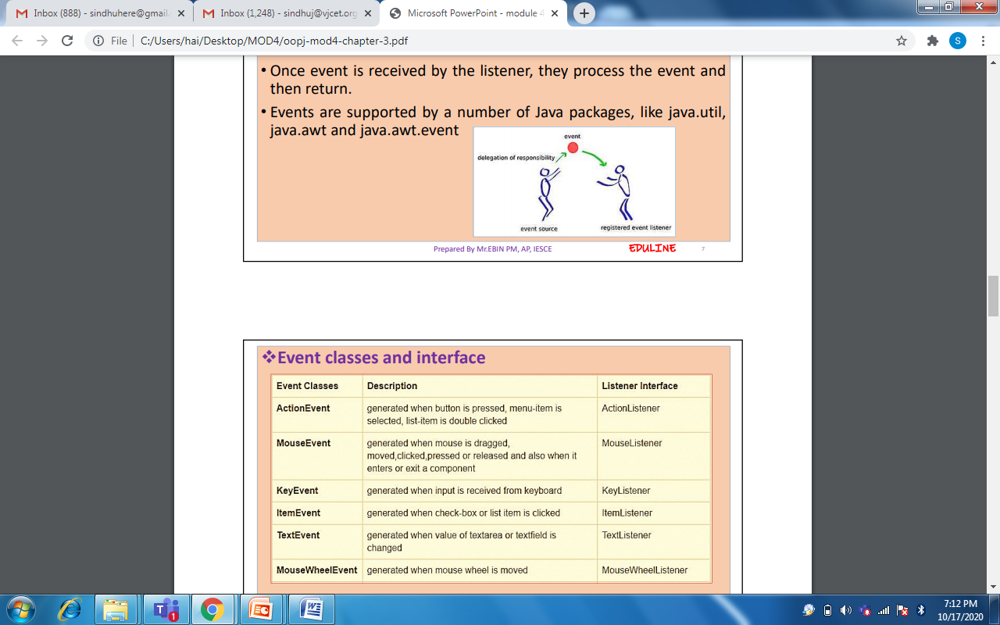 Inbox (888) - sindhuhere@gmail.
Inbox (1,248) - sindhuj@vjcet.org
Microsoft PowerPoint - module 4
File
C:/Users/hai/Desktop/MOD4/oopj-mod4-chapter-3.pdf
S
• Once event is received by the listener, they process the event and
then return.
• Events are supported by a number of Java packages, like java.util,
java.awt and java.awt.event
event
delegation of responsibility
event source
registered event listener
Prepared By Mr.EBIN PM, AP, IESCE
EDULINE
7
❖Event classes and interface
Event Classes Description Listener Interface
ActionEvent generated when button is pressed, menu-item is ActionListener
selected, list-item is double clicked
MouseEvent generated when mouse is dragged, MouseListener
moved,clicked,pressed or released and also when it
enters or exit a component
KeyEvent generated when input is received from keyboard KeyListener
ItemEvent generated when check-box or list item is clicked ItemListener
TextEvent generated when value of textarea or textfield is TextListener
changed
MouseWheelEvent generated when mouse wheel is moved MouseWheelListener
1
7:12 PM
10/17/2020